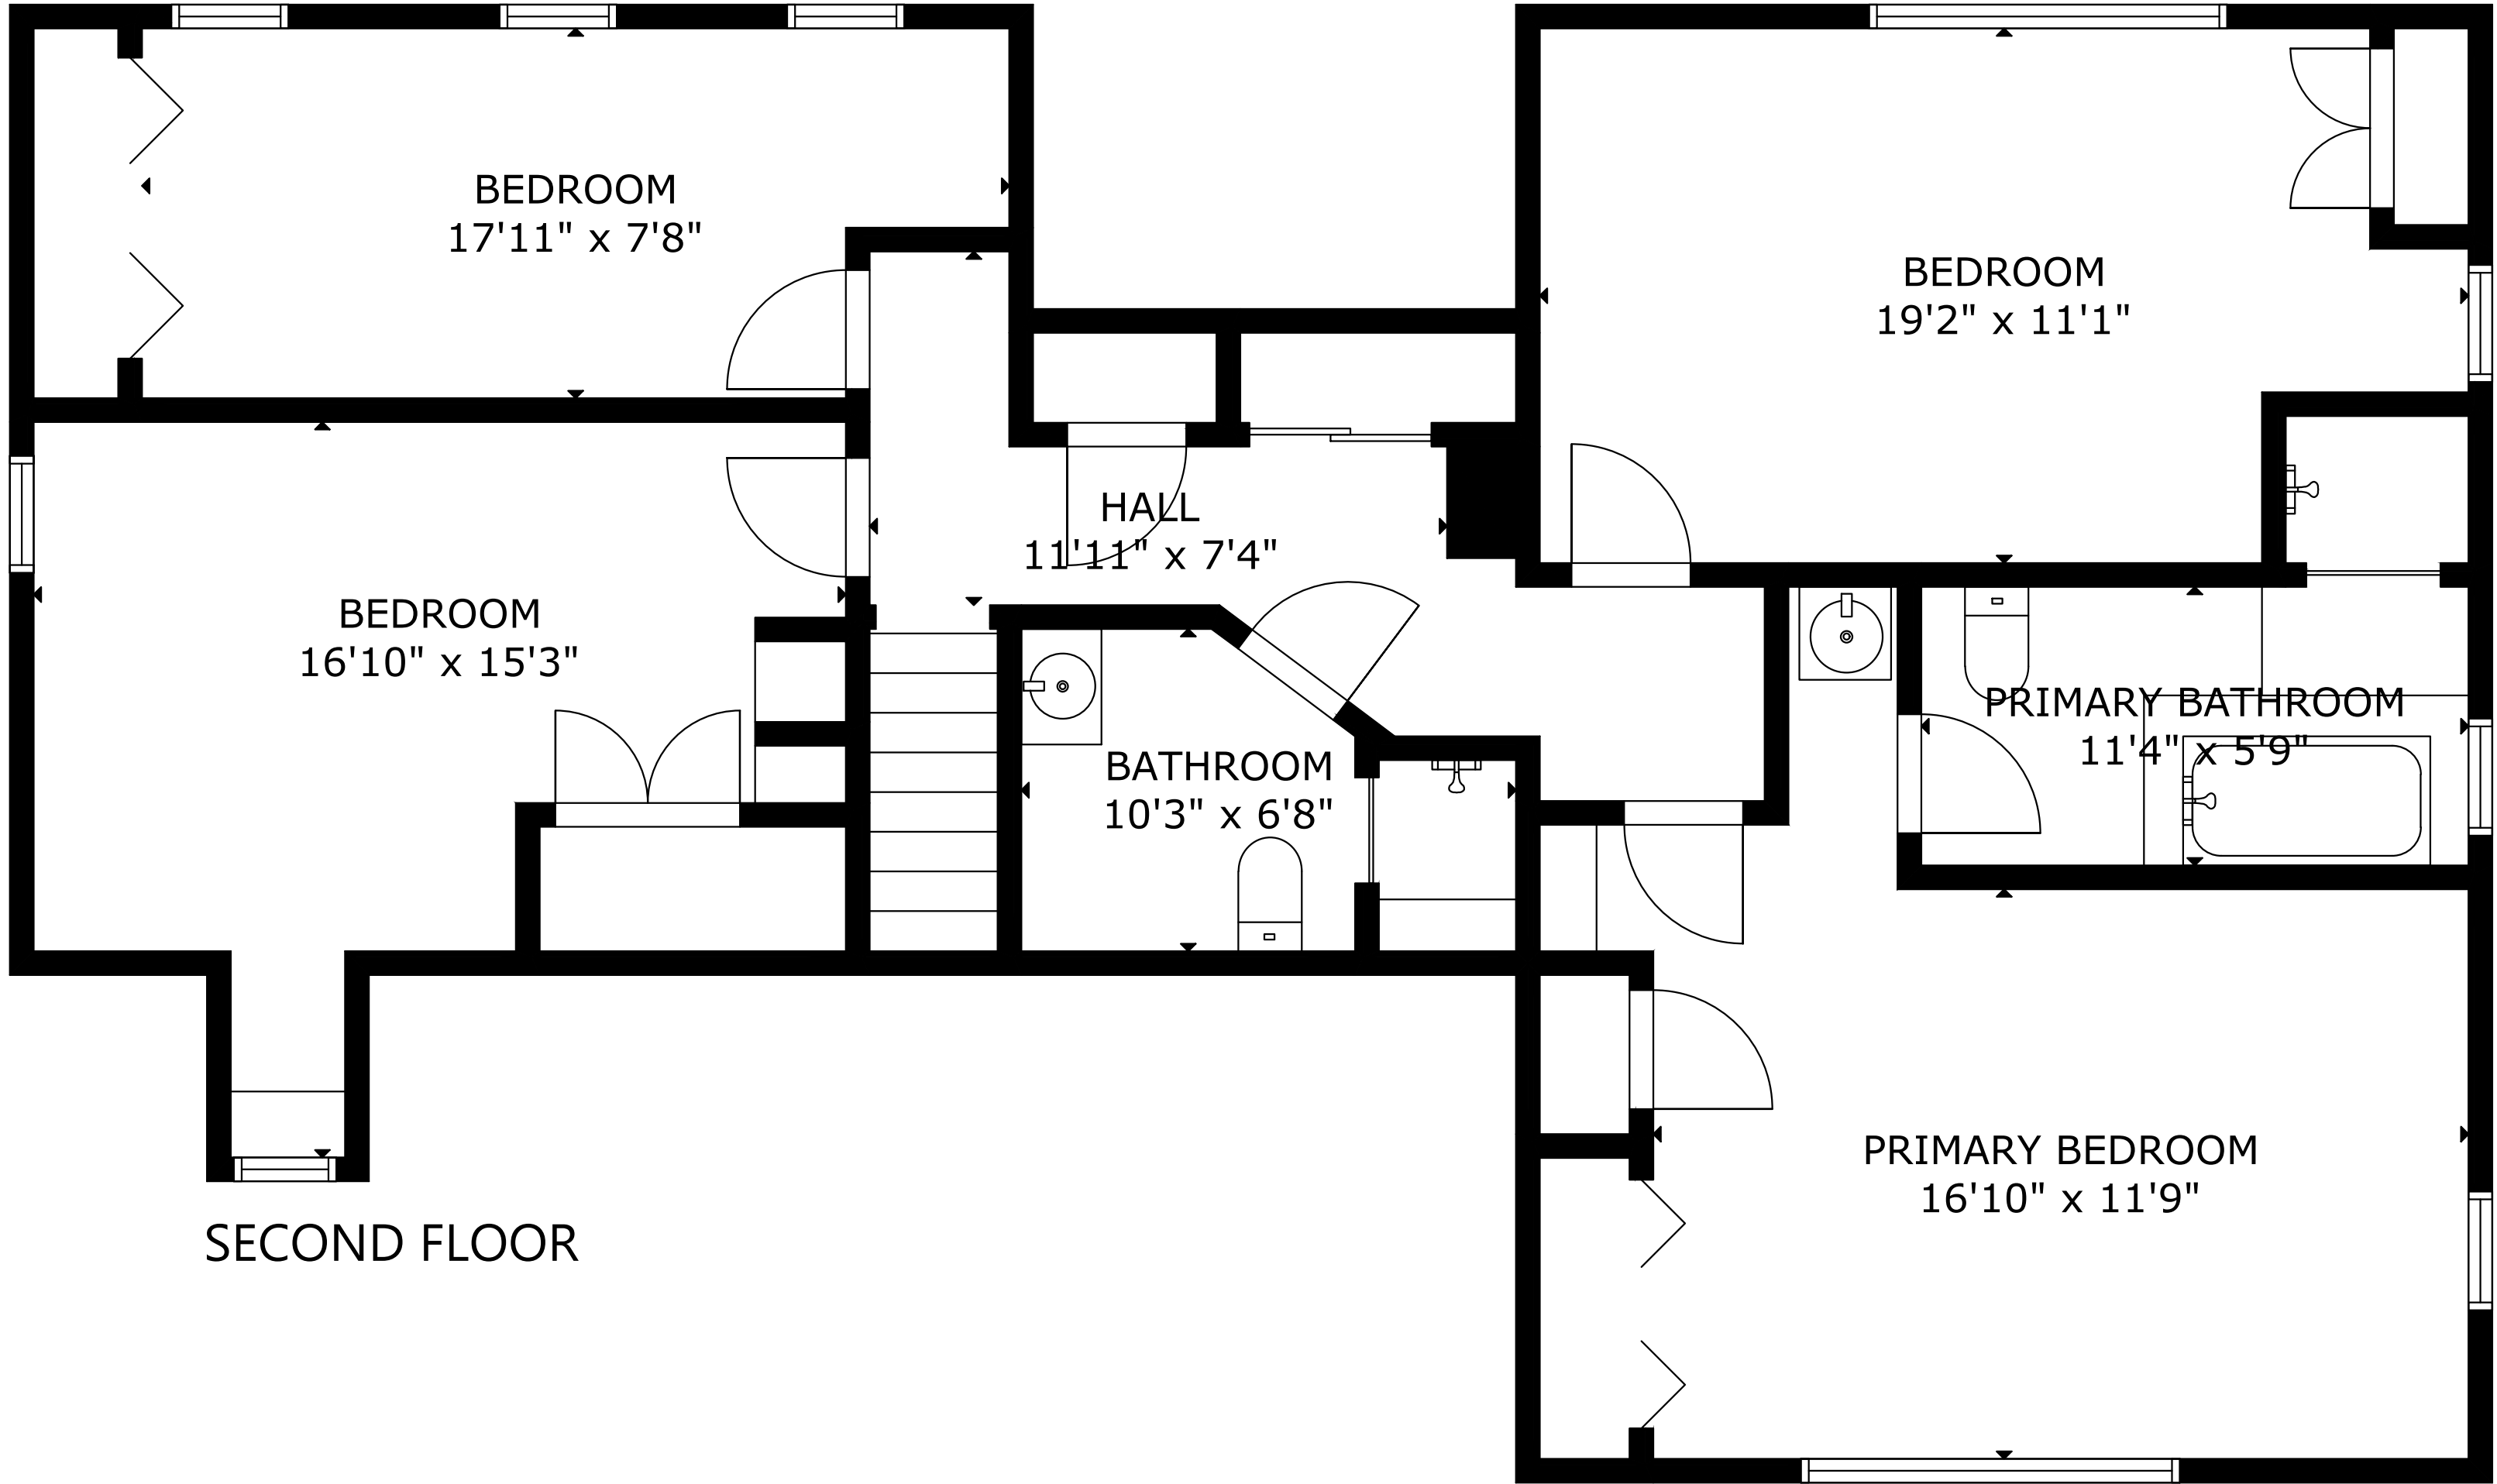 BEDROOM
17'11" x 7'8"
BEDROOM
19'2" x 11'1"
HALL
11'11" x 7'4"
BEDROOM
16'10" x 15'3"
PRIMARY BATHROOM
11'4" x 5'9"
BATHROOM
10'3" x 6'8"
PRIMARY BEDROOM
16'10" x 11'9"
SECOND FLOOR